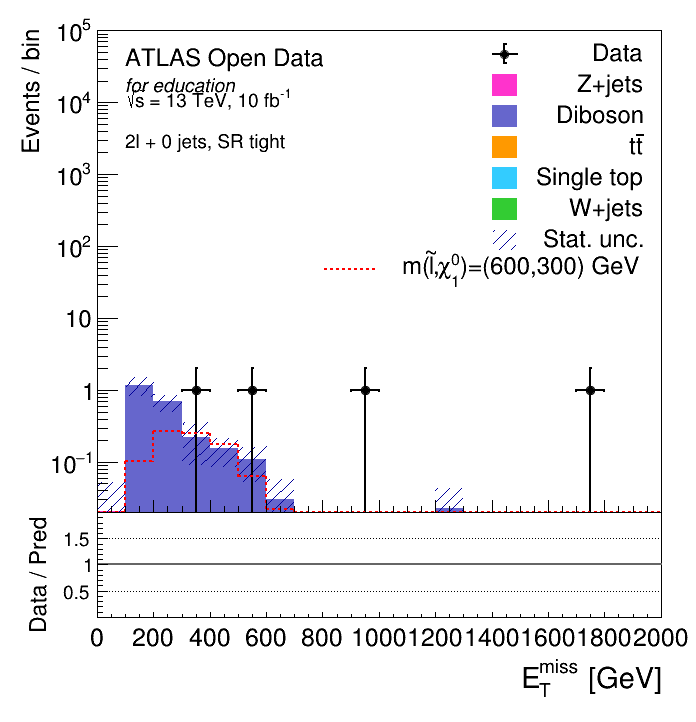 Events / bin
10⁵
10⁴
10³
10²
10
1
10⁻¹
ATLAS Open Data
for education
√s = 13 TeV, 10 fb⁻¹
2l + 0 jets, SR tight
Data
Z+jets
Diboson
tt̄
Single top
W+jets
Stat. unc.
m(l̃,χ₁⁰)=(600,300) GeV
Data / Pred
1.5
1
0.5
0 200 400 600 800 1000 1200 1400 1600 1800 2000
E_T^miss [GeV]